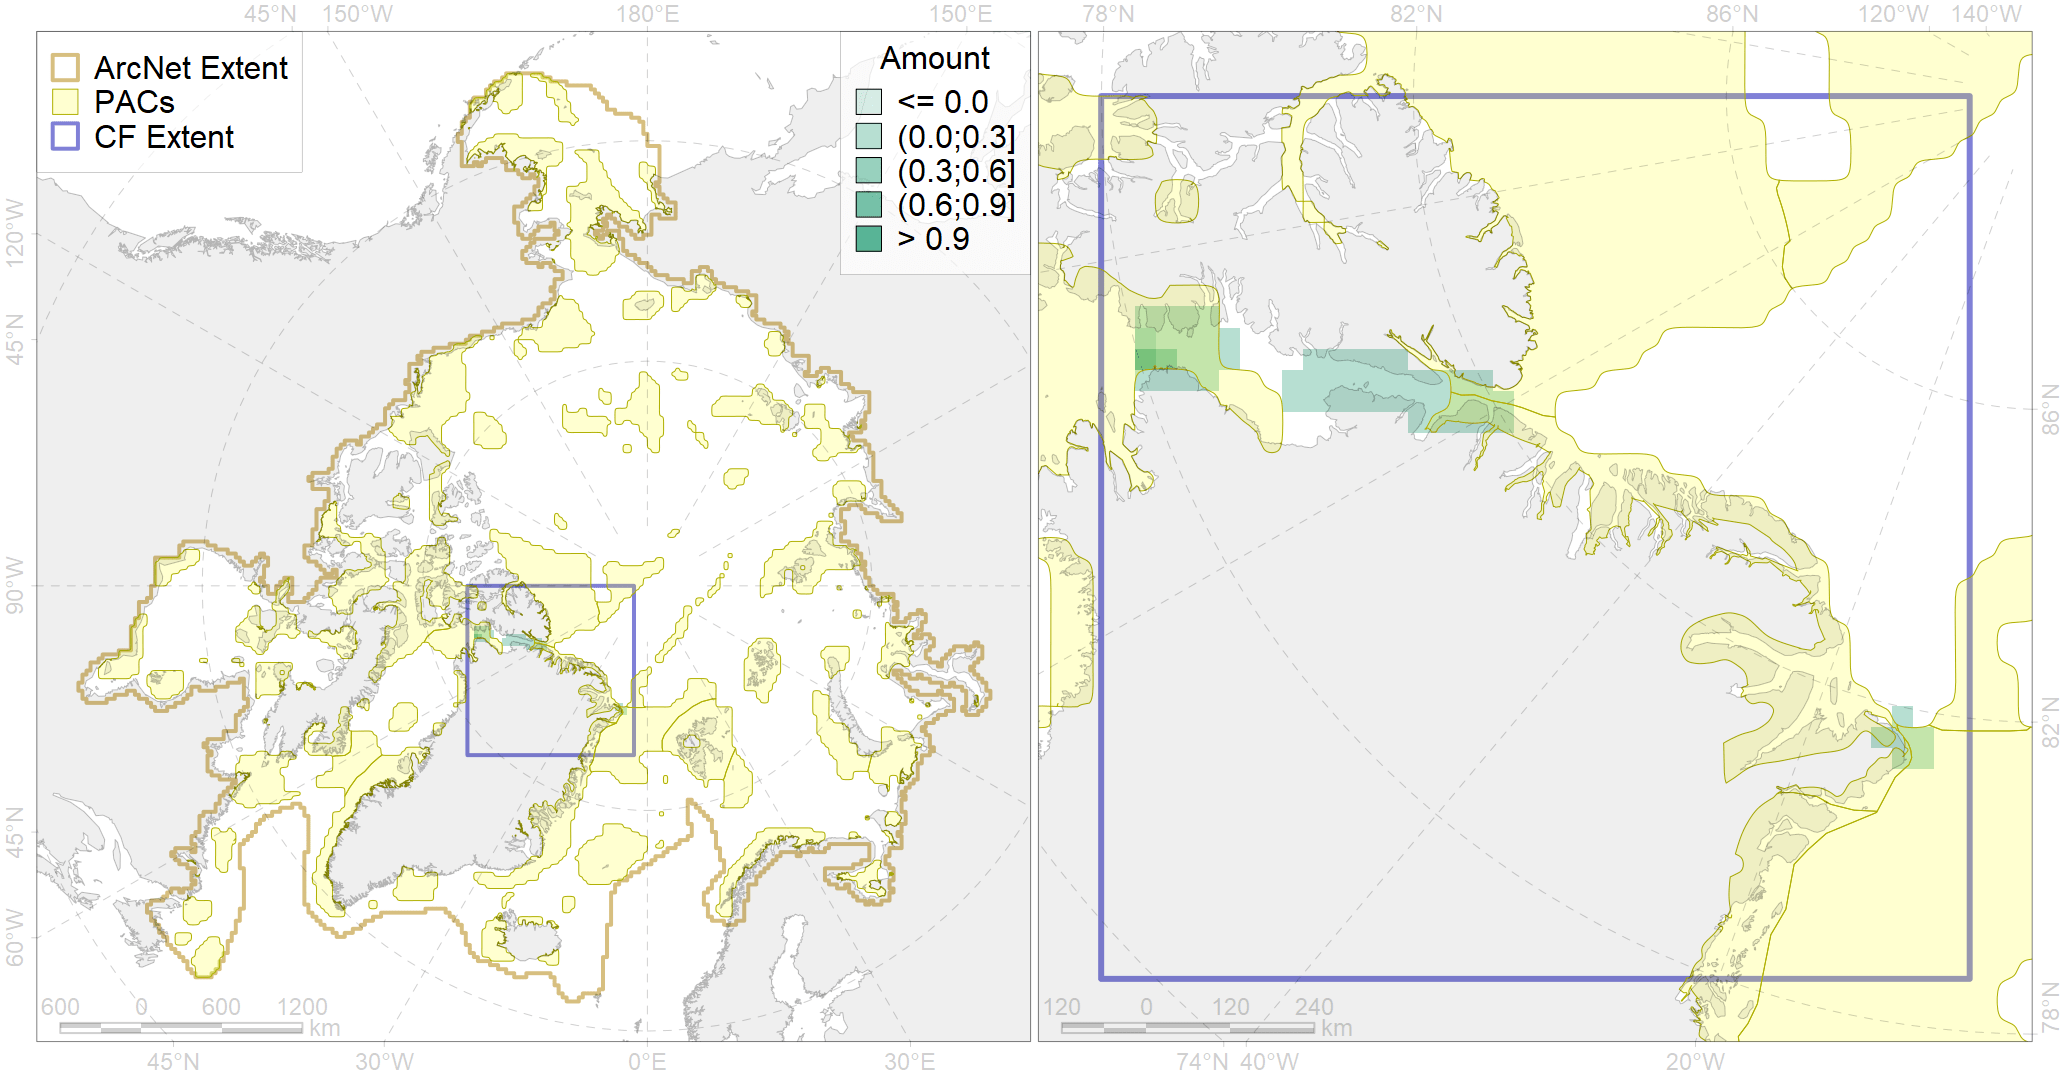 45°N 150°W 180°E 150°E 78°N 82°N 86°N 120°W 140°W
ArcNet Extent
PACs
CF Extent
Amount
<= 0.0
(0.0;0.3]
(0.3;0.6]
(0.6;0.9]
> 0.9
120°W
45°N
90°W
45°N
60°W
86°N
82°N
78°N
600 0 600 1200
km
120 0 120 240
km
45°N 30°W 0°E 30°E 74°N 40°W 20°W